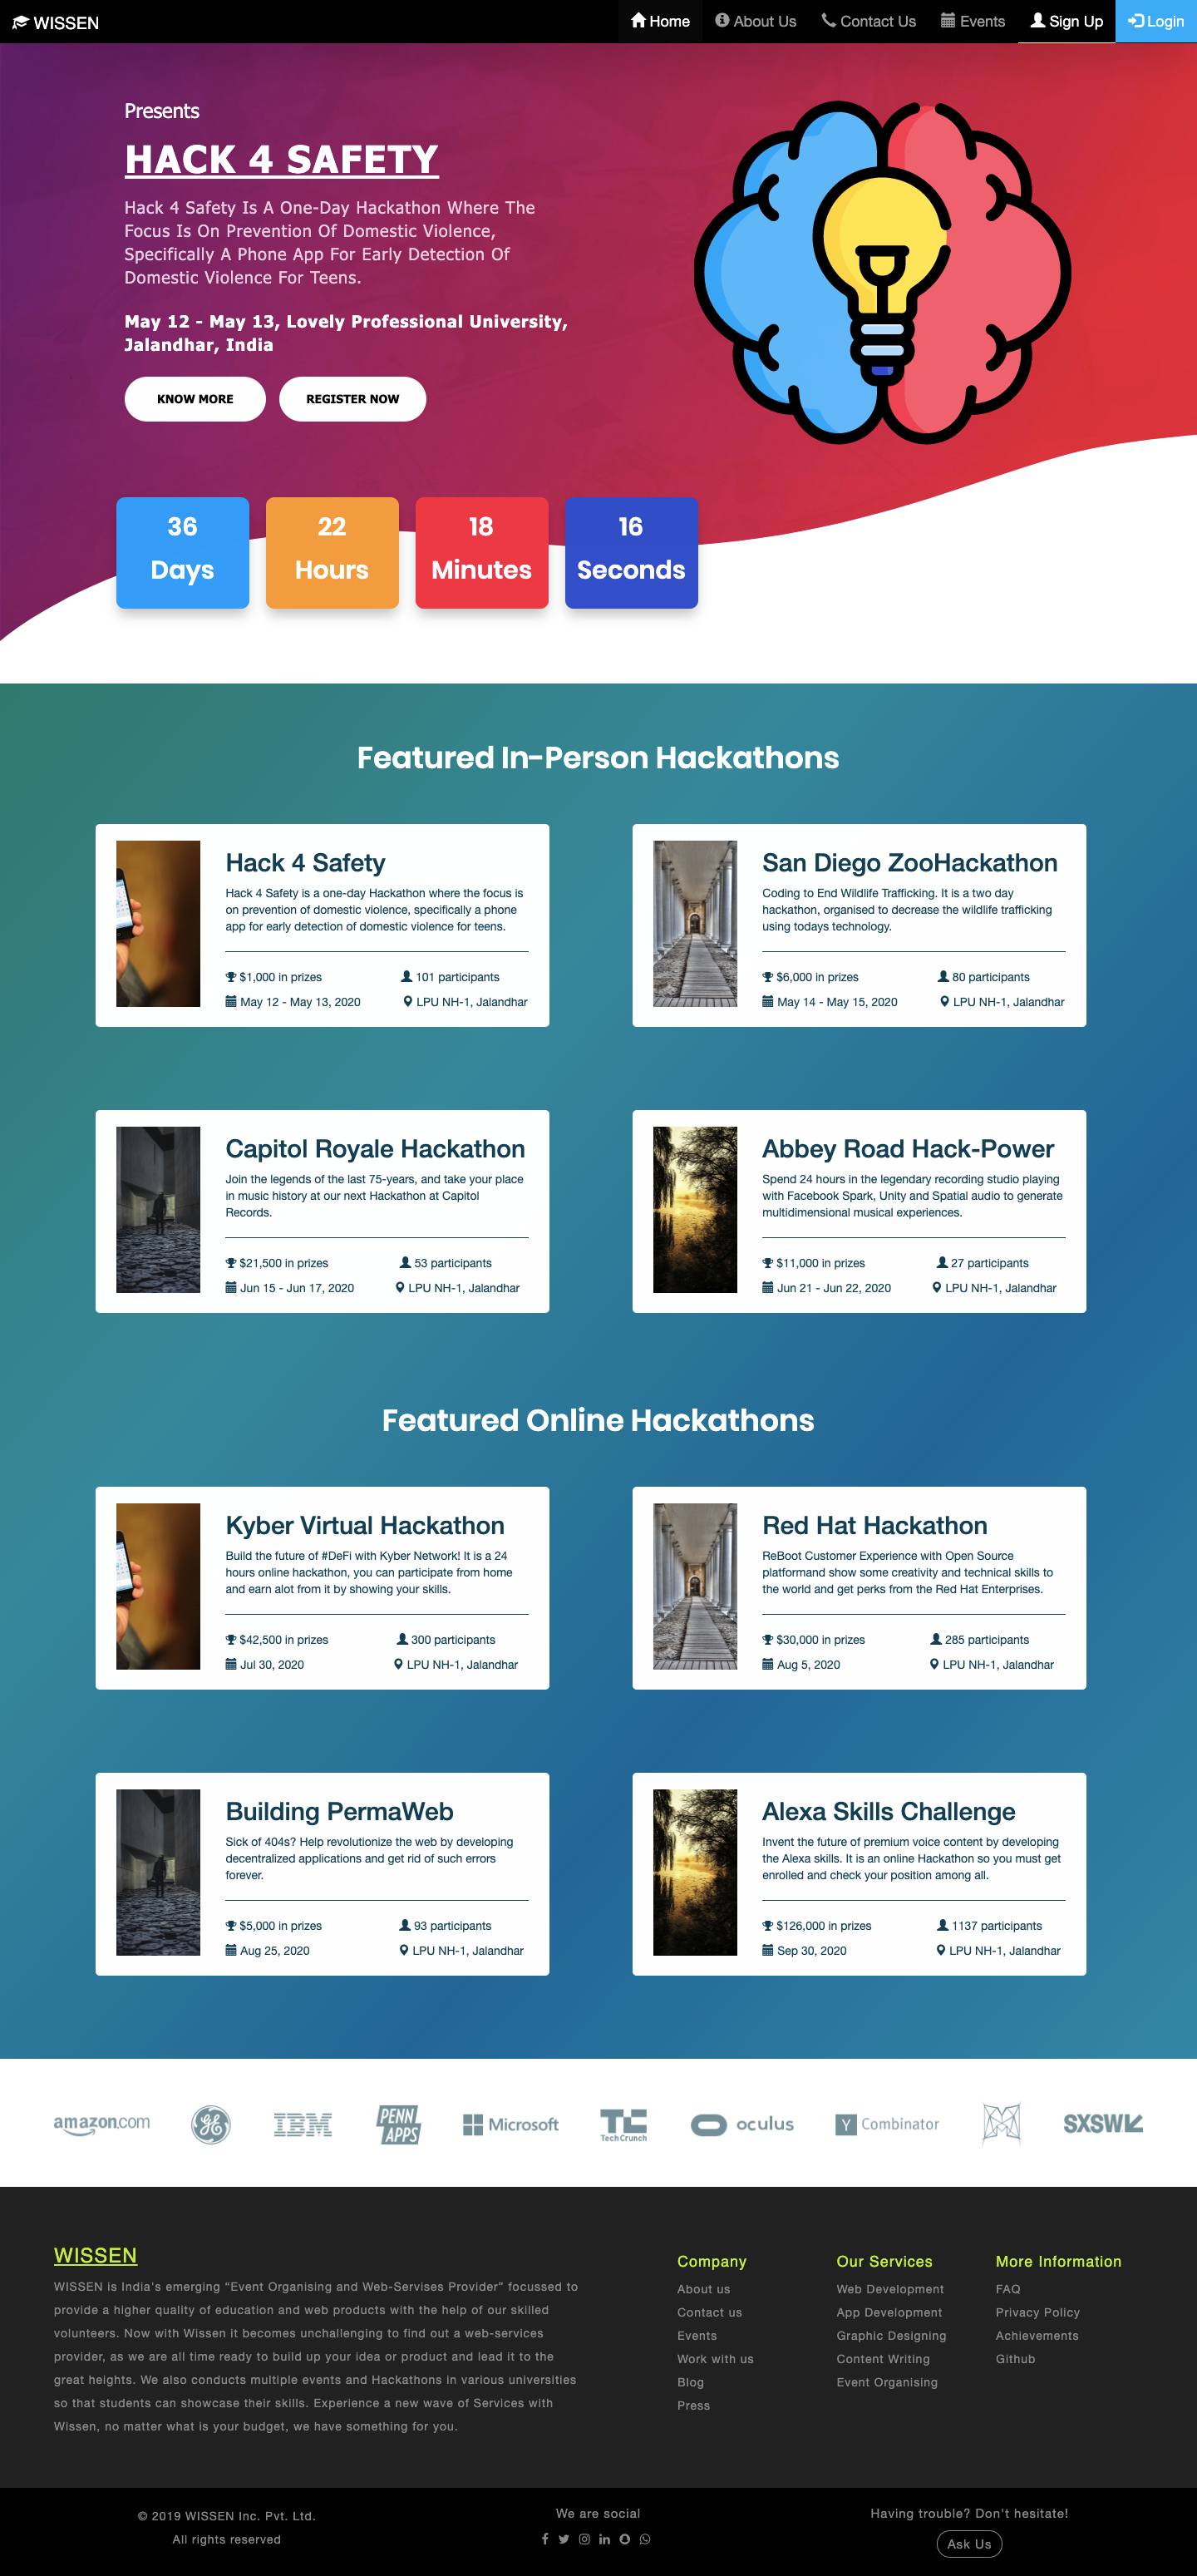 WISSEN
Home
About Us
Contact Us
Events
Sign Up
Login
Presents
HACK 4 SAFETY
Hack 4 Safety Is A One-Day Hackathon Where The
Focus Is On Prevention Of Domestic Violence,
Specifically A Phone App For Early Detection Of
Domestic Violence For Teens.
May 12 - May 13, Lovely Professional University,
Jalandhar, India
KNOW MORE
REGISTER NOW
36
Days
22
Hours
18
Minutes
16
Seconds
Featured In-Person Hackathons
Hack 4 Safety
Hack 4 Safety is a one-day Hackathon where the focus is
on prevention of domestic violence, specifically a phone
app for early detection of domestic violence for teens.
$1,000 in prizes
101 participants
May 12 - May 13, 2020
LPU NH-1, Jalandhar
San Diego ZooHackathon
Coding to End Wildlife Trafficking. It is a two day
hackathon, organised to decrease the wildlife trafficking
using todays technology.
$6,000 in prizes
80 participants
May 14 - May 15, 2020
LPU NH-1, Jalandhar
Capitol Royale Hackathon
Join the legends of the last 75-years, and take your place
in music history at our next Hackathon at Capitol
Records.
$21,500 in prizes
53 participants
Jun 15 - Jun 17, 2020
LPU NH-1, Jalandhar
Abbey Road Hack-Power
Spend 24 hours in the legendary recording studio playing
with Facebook Spark, Unity and Spatial audio to generate
multidimensional musical experiences.
$11,000 in prizes
27 participants
Jun 21 - Jun 22, 2020
LPU NH-1, Jalandhar
Featured Online Hackathons
Kyber Virtual Hackathon
Build the future of #DeFi with Kyber Network! It is a 24
hours online hackathon, you can participate from home
and earn alot from it by showing your skills.
$42,500 in prizes
300 participants
Jul 30, 2020
LPU NH-1, Jalandhar
Red Hat Hackathon
ReBoot Customer Experience with Open Source
platformand show some creativity and technical skills to
the world and get perks from the Red Hat Enterprises.
$30,000 in prizes
285 participants
Aug 5, 2020
LPU NH-1, Jalandhar
Building PermaWeb
Sick of 404s? Help revolutionize the web by developing
decentralized applications and get rid of such errors
forever.
$5,000 in prizes
93 participants
Aug 25, 2020
LPU NH-1, Jalandhar
Alexa Skills Challenge
Invent the future of premium voice content by developing
the Alexa skills. It is an online Hackathon so you must get
enrolled and check your position among all.
$126,000 in prizes
1137 participants
Sep 30, 2020
LPU NH-1, Jalandhar
amazon.com
GE
IBM
PENN
APPS
Microsoft
TC
TechCrunch
oculus
Y Combinator
SXSW
WISSEN
WISSEN is India's emerging "Event Organising and Web-Servises Provider" focussed to
provide a higher quality of education and web products with the help of our skilled
volunteers. Now with Wissen it becomes unchallenging to find out a web-services
provider, as we are all time ready to build up your idea or product and lead it to the
great heights. We also conducts multiple events and Hackathons in various universities
so that students can showcase their skills. Experience a new wave of Services with
Wissen, no matter what is your budget, we have something for you.
Company
About us
Contact us
Events
Work with us
Blog
Press
Our Services
Web Development
App Development
Graphic Designing
Content Writing
Event Organising
More Information
FAQ
Privacy Policy
Achievements
Github
© 2019 WISSEN Inc. Pvt. Ltd.
All rights reserved
We are social
Having trouble? Don't hesitate!
Ask Us